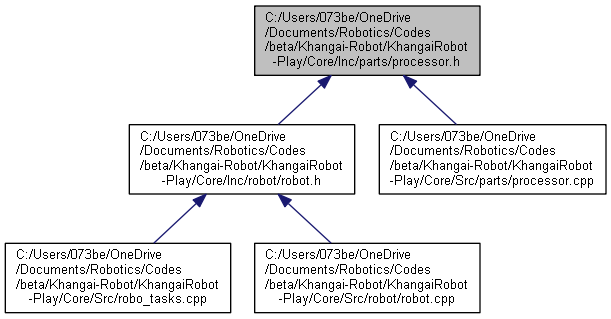 C:/Users/073be/OneDrive
/Documents/Robotics/Codes
/beta/Khangai-Robot/KhangaiRobot
-Play/Core/Inc/parts/processor.h
C:/Users/073be/OneDrive
/Documents/Robotics/Codes
/beta/Khangai-Robot/KhangaiRobot
-Play/Core/Inc/robot/robot.h
C:/Users/073be/OneDrive
/Documents/Robotics/Codes
/beta/Khangai-Robot/KhangaiRobot
-Play/Core/Src/parts/processor.cpp
C:/Users/073be/OneDrive
/Documents/Robotics/Codes
/beta/Khangai-Robot/KhangaiRobot
-Play/Core/Src/robo_tasks.cpp
C:/Users/073be/OneDrive
/Documents/Robotics/Codes
/beta/Khangai-Robot/KhangaiRobot
-Play/Core/Src/robot/robot.cpp